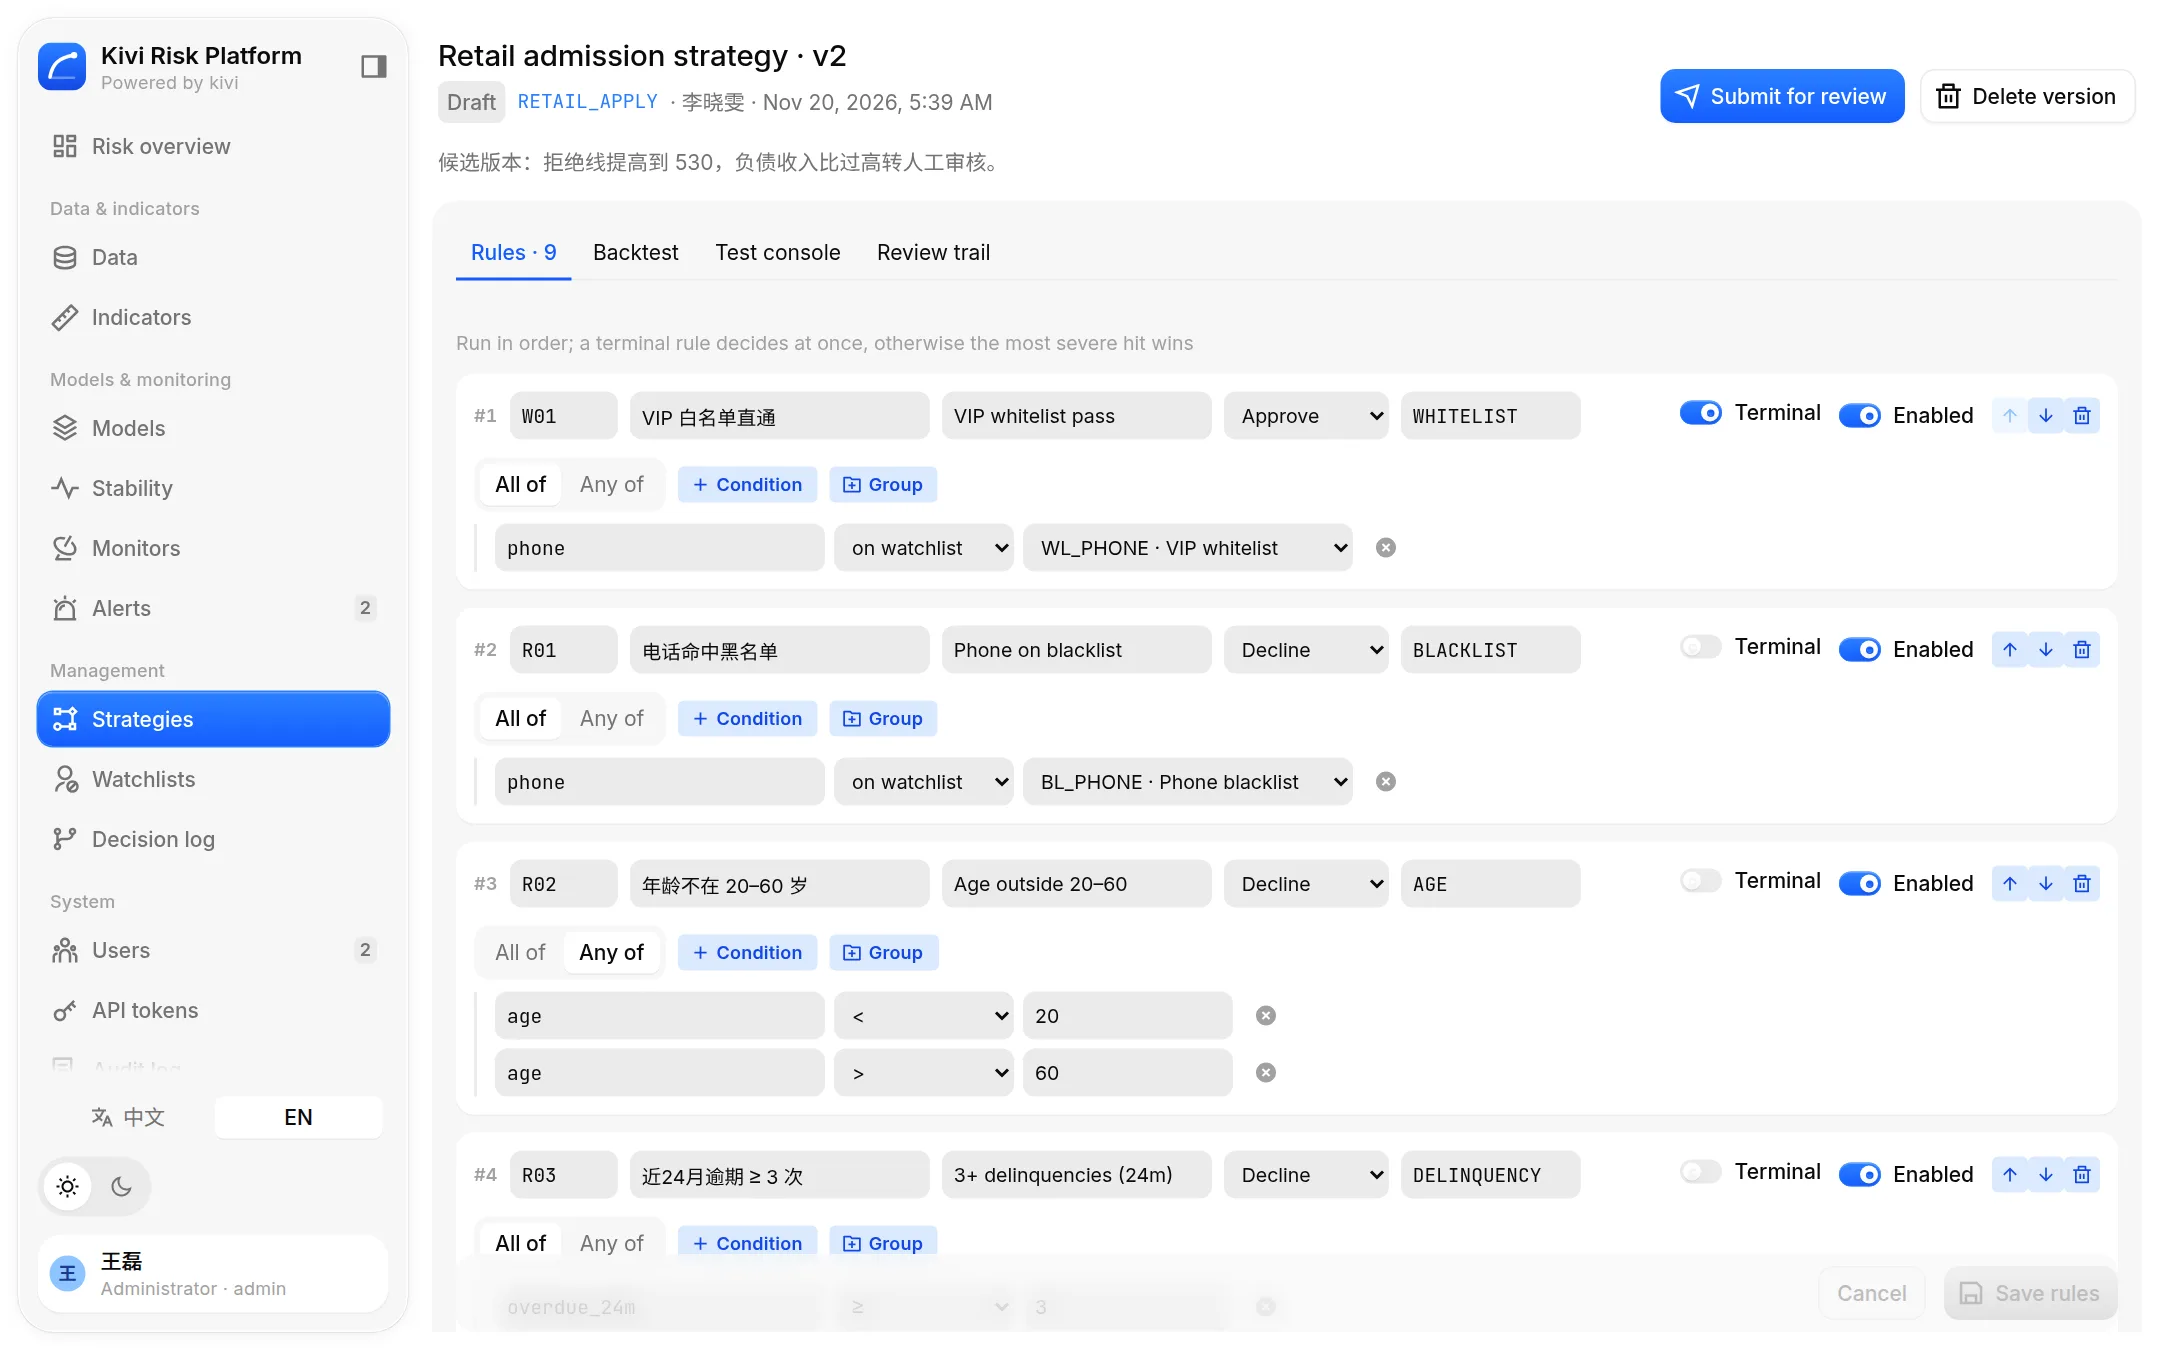 Kivi Risk Platform
Powered by kivi
Risk overview
Data & indicators
Data
Indicators
Models & monitoring
Models
Stability
Monitors
Alerts 2
Management
Strategies
Watchlists
Decision log
System
Users 2
API tokens
Audit log
中文 EN
王 王磊
Administrator · admin
Retail admission strategy · v2
Draft RETAIL_APPLY · 李晓雯 · Nov 20, 2026, 5:39 AM
Submit for review Delete version
候选版本：拒绝线提高到 530，负债收入比过高转人工审核。
Rules · 9 Backtest Test console Review trail
Run in order; a terminal rule decides at once, otherwise the most severe hit wins
#1 W01 VIP 白名单直通 VIP whitelist pass Approve WHITELIST Terminal Enabled
All of Any of + Condition Group
phone on watchlist WL_PHONE · VIP whitelist
#2 R01 电话命中黑名单 Phone on blacklist Decline BLACKLIST Terminal Enabled
All of Any of + Condition Group
phone on watchlist BL_PHONE · Phone blacklist
#3 R02 年龄不在 20–60 岁 Age outside 20–60 Decline AGE Terminal Enabled
All of Any of + Condition Group
age < 20
age > 60
#4 R03 近24月逾期 ≥ 3 次 3+ delinquencies (24m) Decline DELINQUENCY Terminal Enabled
All of Any of + Condition Group
overdue_24m ≥ 3
Cancel Save rules